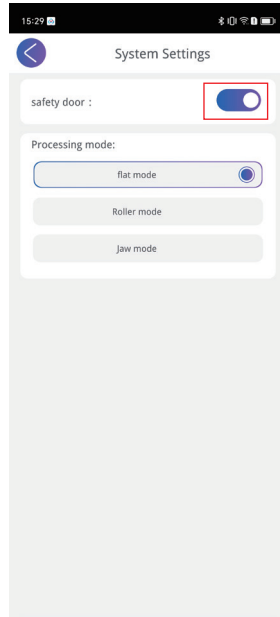 15:29
System Settings
safety door :
Processing mode:
flat mode
Roller mode
Jaw mode